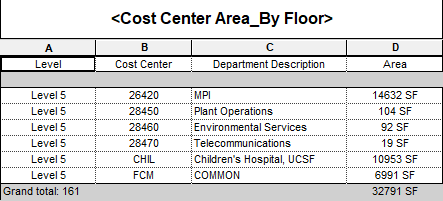 <Cost Center Area_By Floor>
A B C D
Level Cost Center Department Description Area
Level 5 26420 MPI 14632 SF
Level 5 28450 Plant Operations 104 SF
Level 5 28460 Environmental Services 92 SF
Level 5 28470 Telecommunications 19 SF
Level 5 CHIL Children's Hospital, UCSF 10953 SF
Level 5 FCM COMMON 6991 SF
Grand total: 161 32791 SF